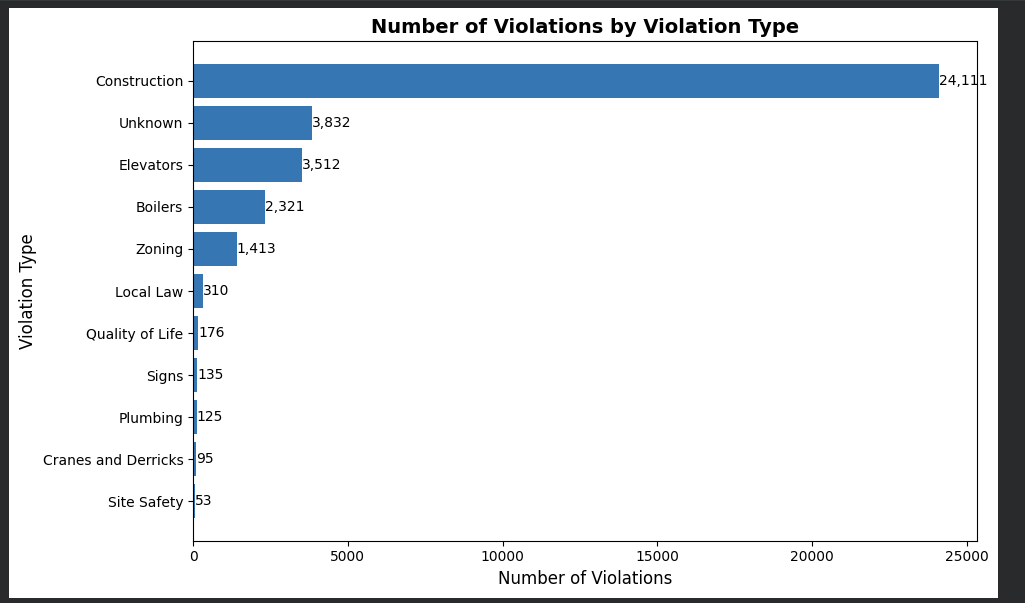 Number of Violations by Violation Type
Construction 24,111
Unknown 3,832
Elevators 3,512
Boilers 2,321
Zoning 1,413
Local Law 310
Quality of Life 176
Signs 135
Plumbing 125
Cranes and Derricks 95
Site Safety 53
Violation Type
0 5000 10000 15000 20000 25000
Number of Violations